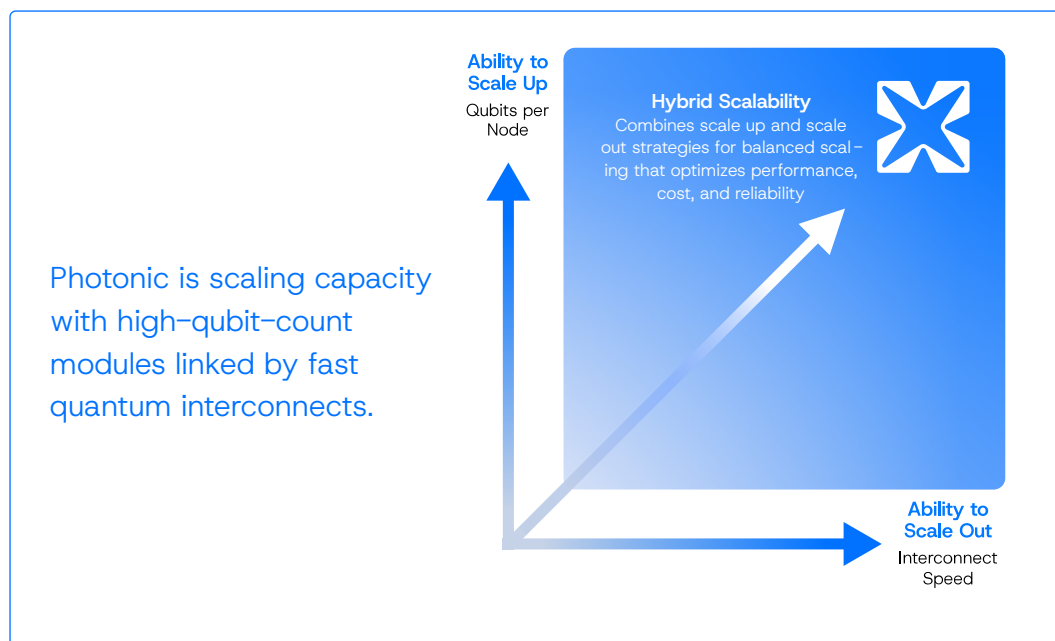 Photonic is scaling capacity
with high-qubit-count
modules linked by fast
quantum interconnects.
Ability to
Scale Up
Qubits per
Node
Hybrid Scalability
Combines scale up and scale
out strategies for balanced scal-
ing that optimizes performance,
cost, and reliability
Ability to
Scale Out
Interconnect
Speed